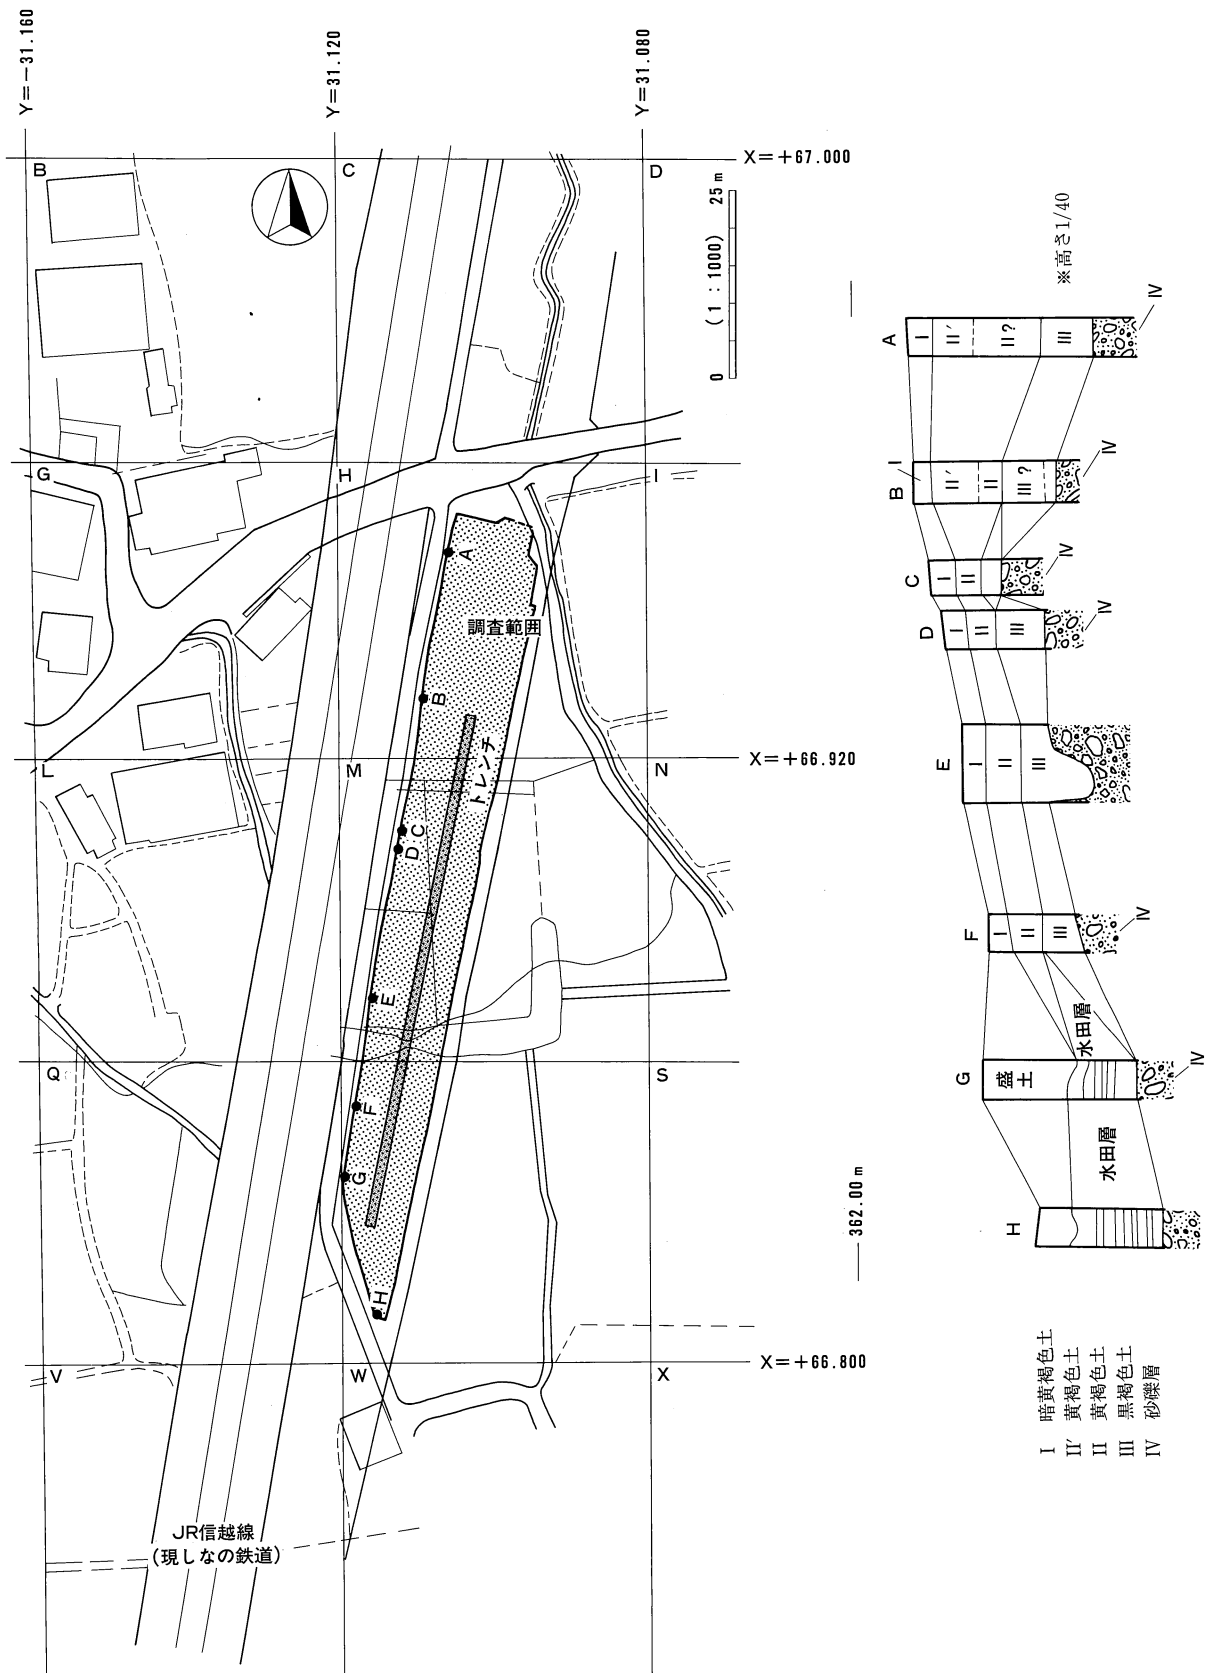 Y=−31.160
Y=31.120
Y=31.080
X=+67.000
X=+66.920
X=+66.800
B
C
D
G
H
I
L
M
N
Q
S
V
W
X
0 (1:1000) 25m
A
B
C
D
E
F
G
H
調査範囲
トレンチ
JR信越線
(現しなの鉄道)
※高さ1/40
362.00m
A
I
II′
II?
III
IV
B
I
II′
II
III?
IV
C
I
II
IV
D
I
II
III
IV
E
I
II
III
F
I
II
III
IV
水田層
G
盛土
IV
水田層
H
I 暗黄褐色土
II′ 黄褐色土
II 黄褐色土
III 黒褐色土
IV 砂礫層